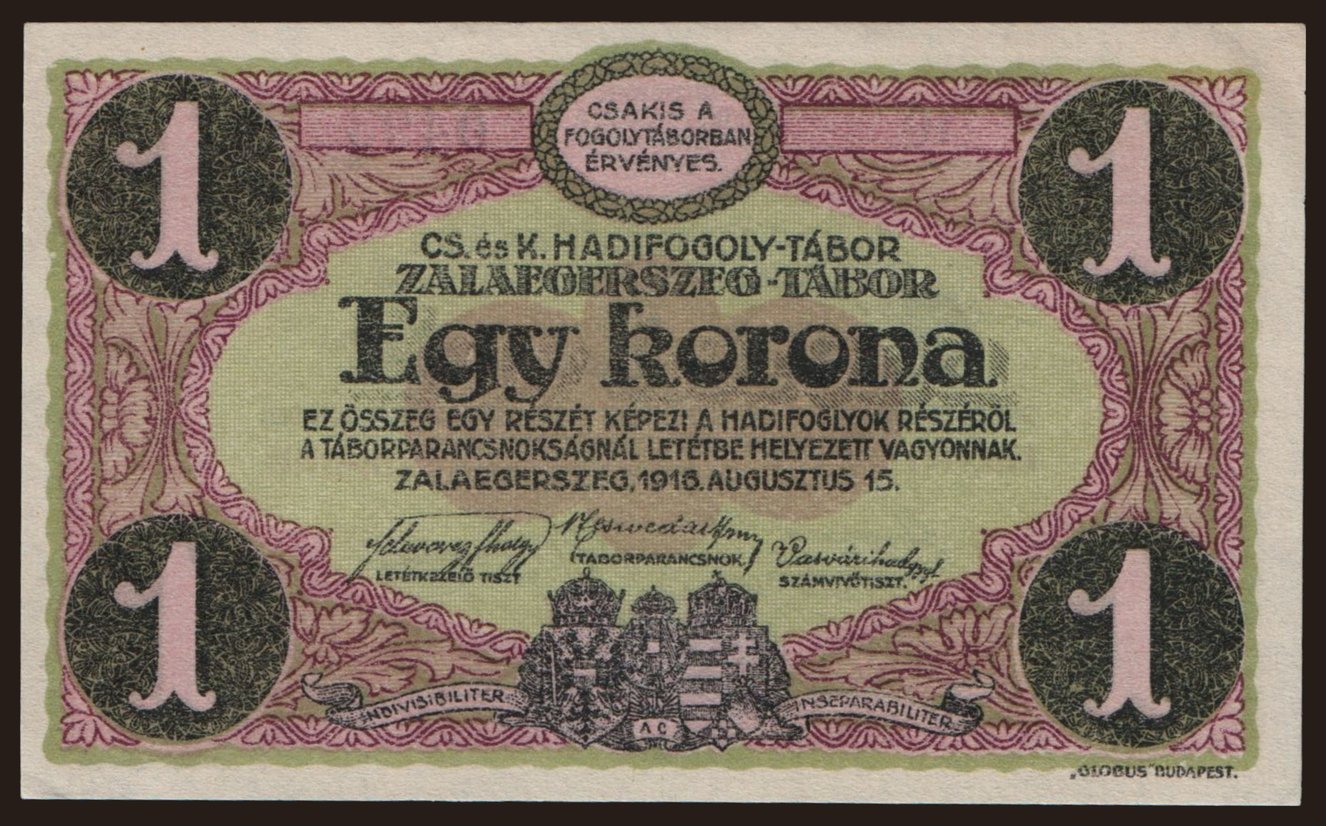 1
1
CSAKIS A
FOGOLYTÁBORBAN
ÉRVÉNYES.
CS. és K. HADIFOGOLY-TÁBOR
ZALAEGERSZEG-TÁBOR
Egy korona
EZ ÖSSZEG EGY RÉSZÉT KÉPEZI A HADIFOGLYOK RÉSZÉRŐL
A TÁBORPARANCSNOKSÁGNÁL LETÉTBE HELYEZETT VAGYONNAK.
ZALAEGERSZEG, 1916. AUGUSZTUS 15.
LETÉTKEZELŐ TISZT
(TÁBORPARANCSNOK)
SZÁMVIVŐTISZT.
1
1
INDIVISIBILITER
AC
INSEPARABILITER
„GLOBUS" BUDAPEST.